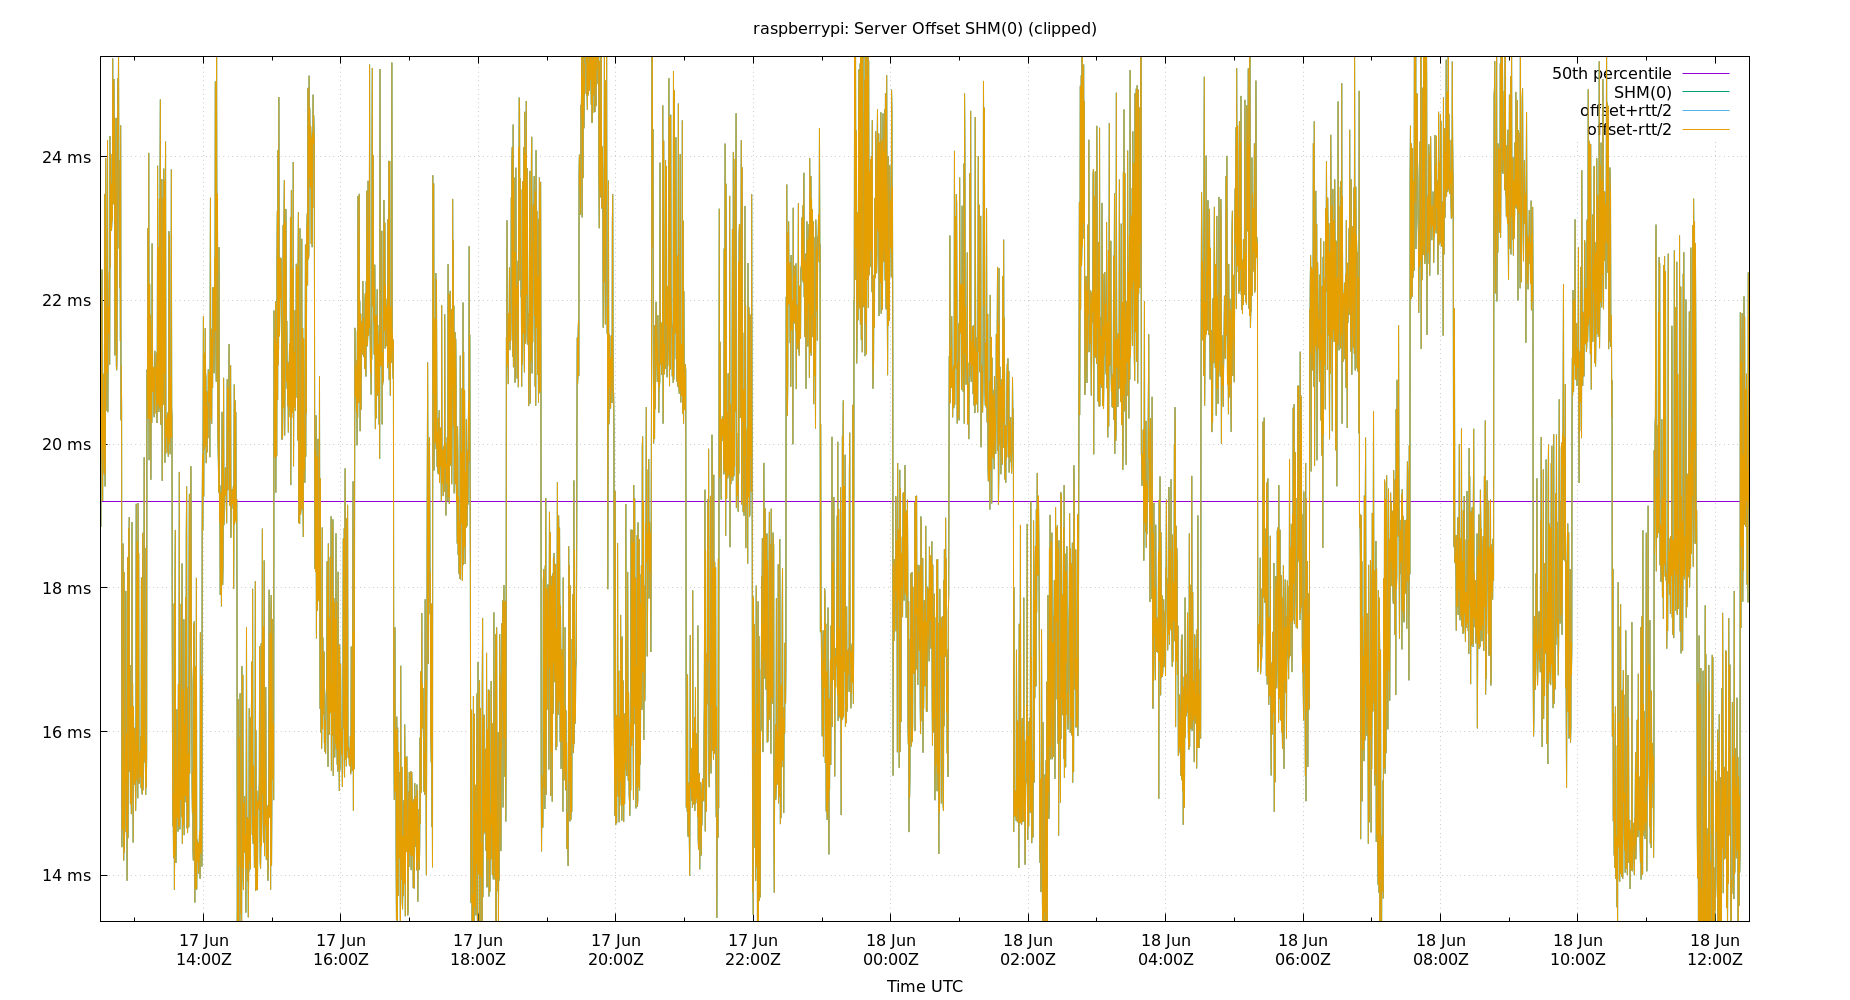 raspberrypi: Server Offset SHM(0) (clipped)
50th percentile
SHM(0)
offset+rtt/2
offset-rtt/2
24 ms
22 ms
20 ms
18 ms
16 ms
14 ms
17 Jun 17 Jun 17 Jun 17 Jun 17 Jun 18 Jun 18 Jun 18 Jun 18 Jun 18 Jun 18 Jun 18 Jun
14:00Z 16:00Z 18:00Z 20:00Z 22:00Z 00:00Z 02:00Z 04:00Z 06:00Z 08:00Z 10:00Z 12:00Z
Time UTC